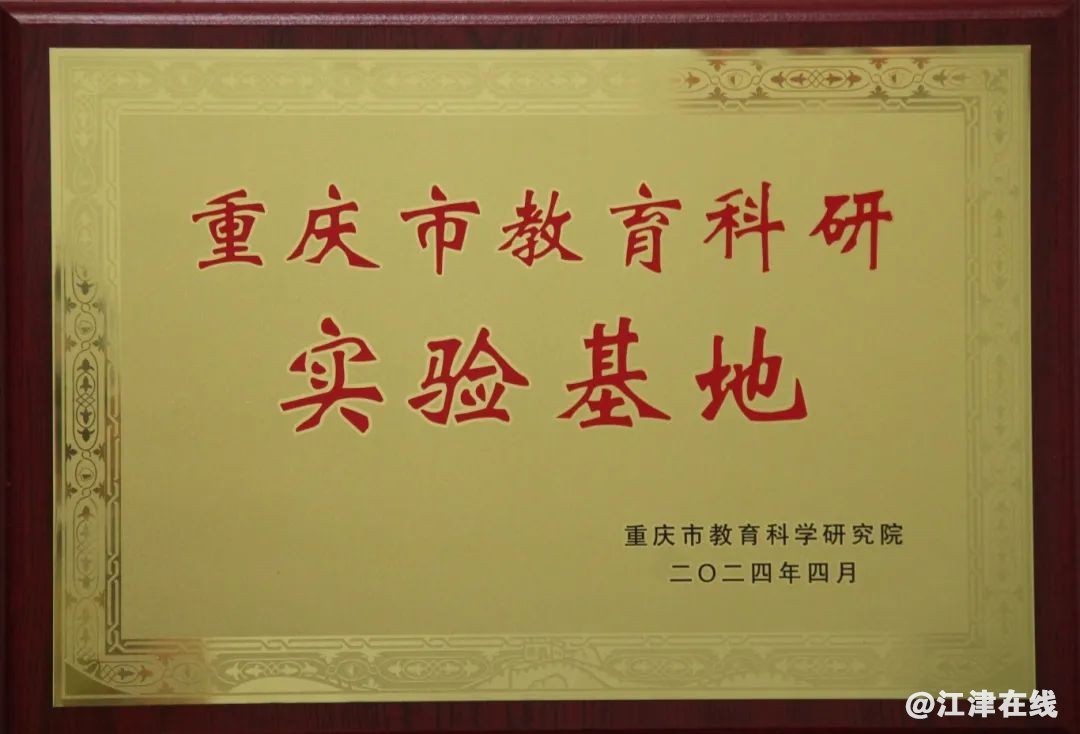 重庆市教育科研
实验基地
重庆市教育科学研究院
二〇二四年四月
@江津在线